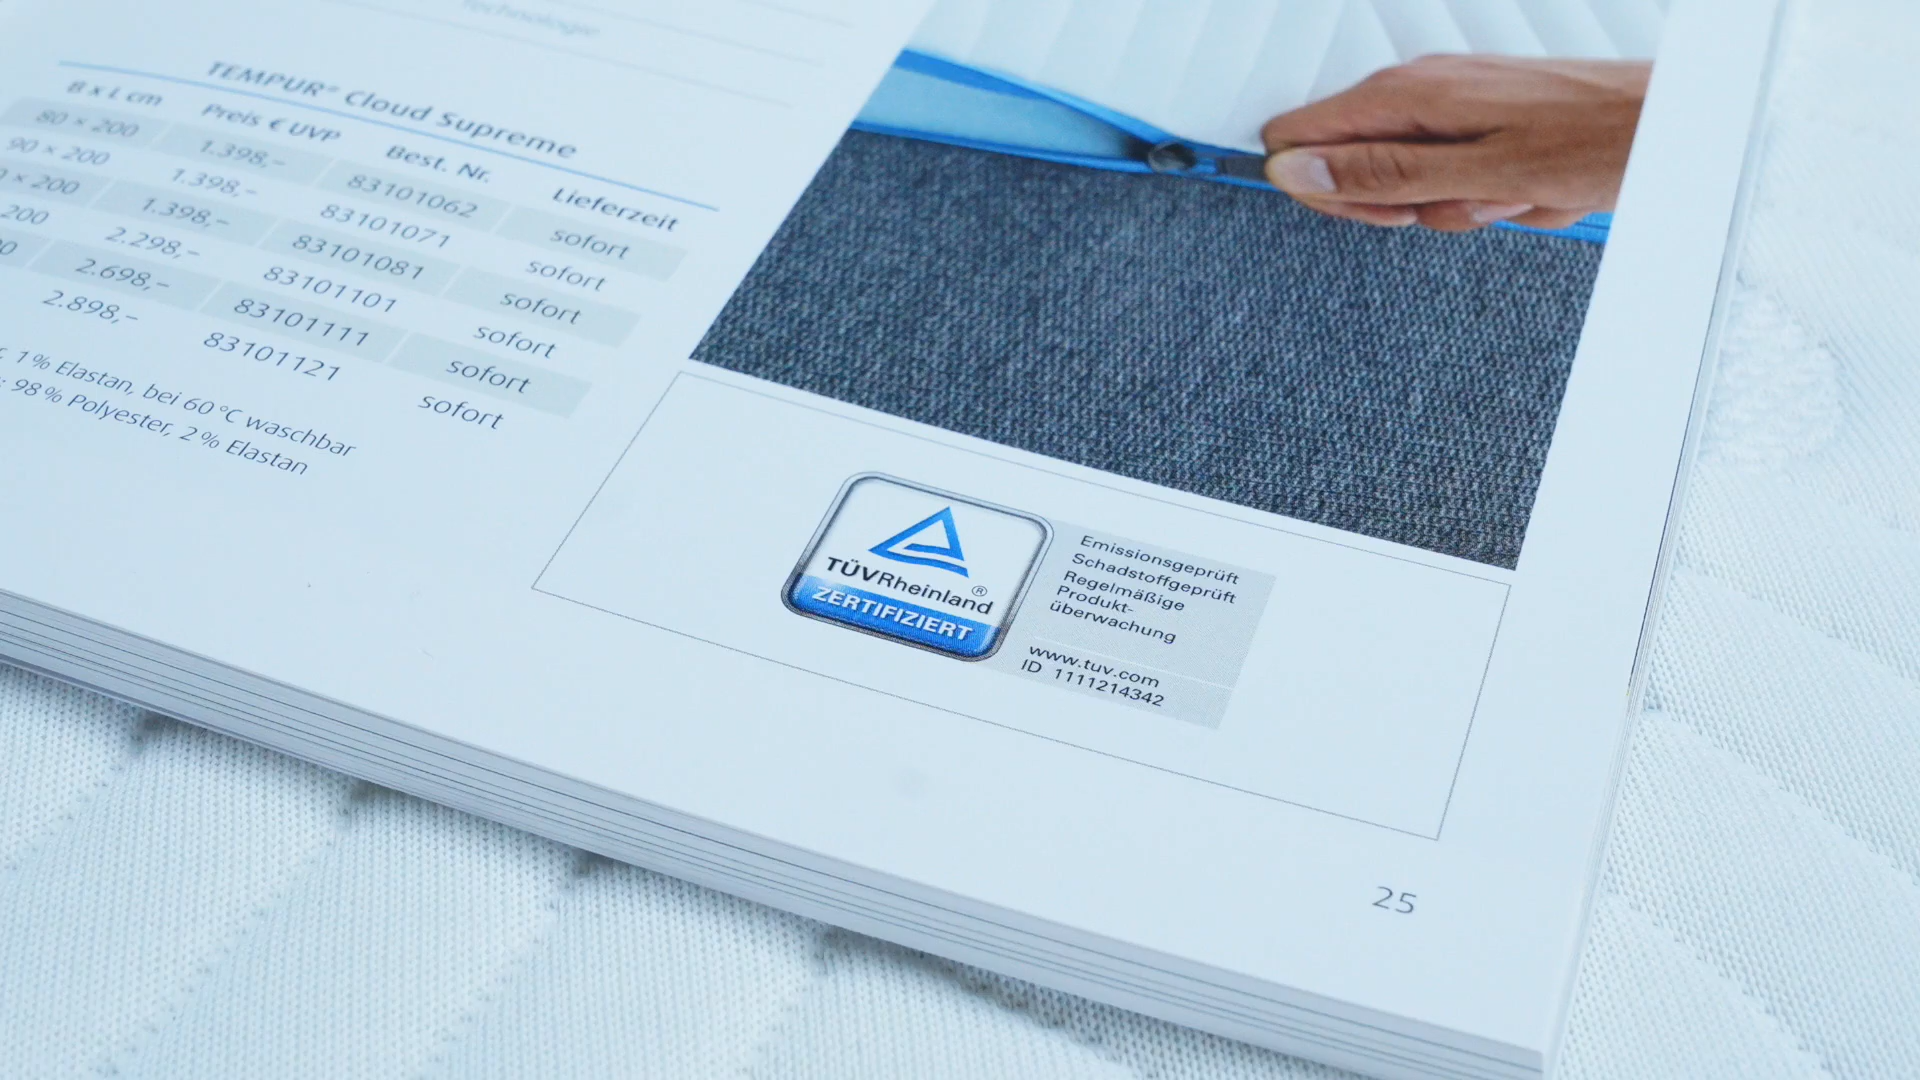 Technologie
TEMPUR® Cloud Supreme
B x L cm Preis € UVP Best. Nr. Lieferzeit
80 × 200 1.398,– 83101062 sofort
90 × 200 1.398,– 83101071 sofort
× 200 1.398,– 83101081 sofort
200 2.298,– 83101101 sofort
2.698,– 83101111 sofort
2.898,– 83101121 sofort
1 % Elastan, bei 60 °C waschbar
98 % Polyester, 2 % Elastan
TÜVRheinland®
ZERTIFIZIERT
Emissionsgeprüft
Schadstoffgeprüft
Regelmäßige
Produkt-
überwachung
www.tuv.com
ID 1111214342
25